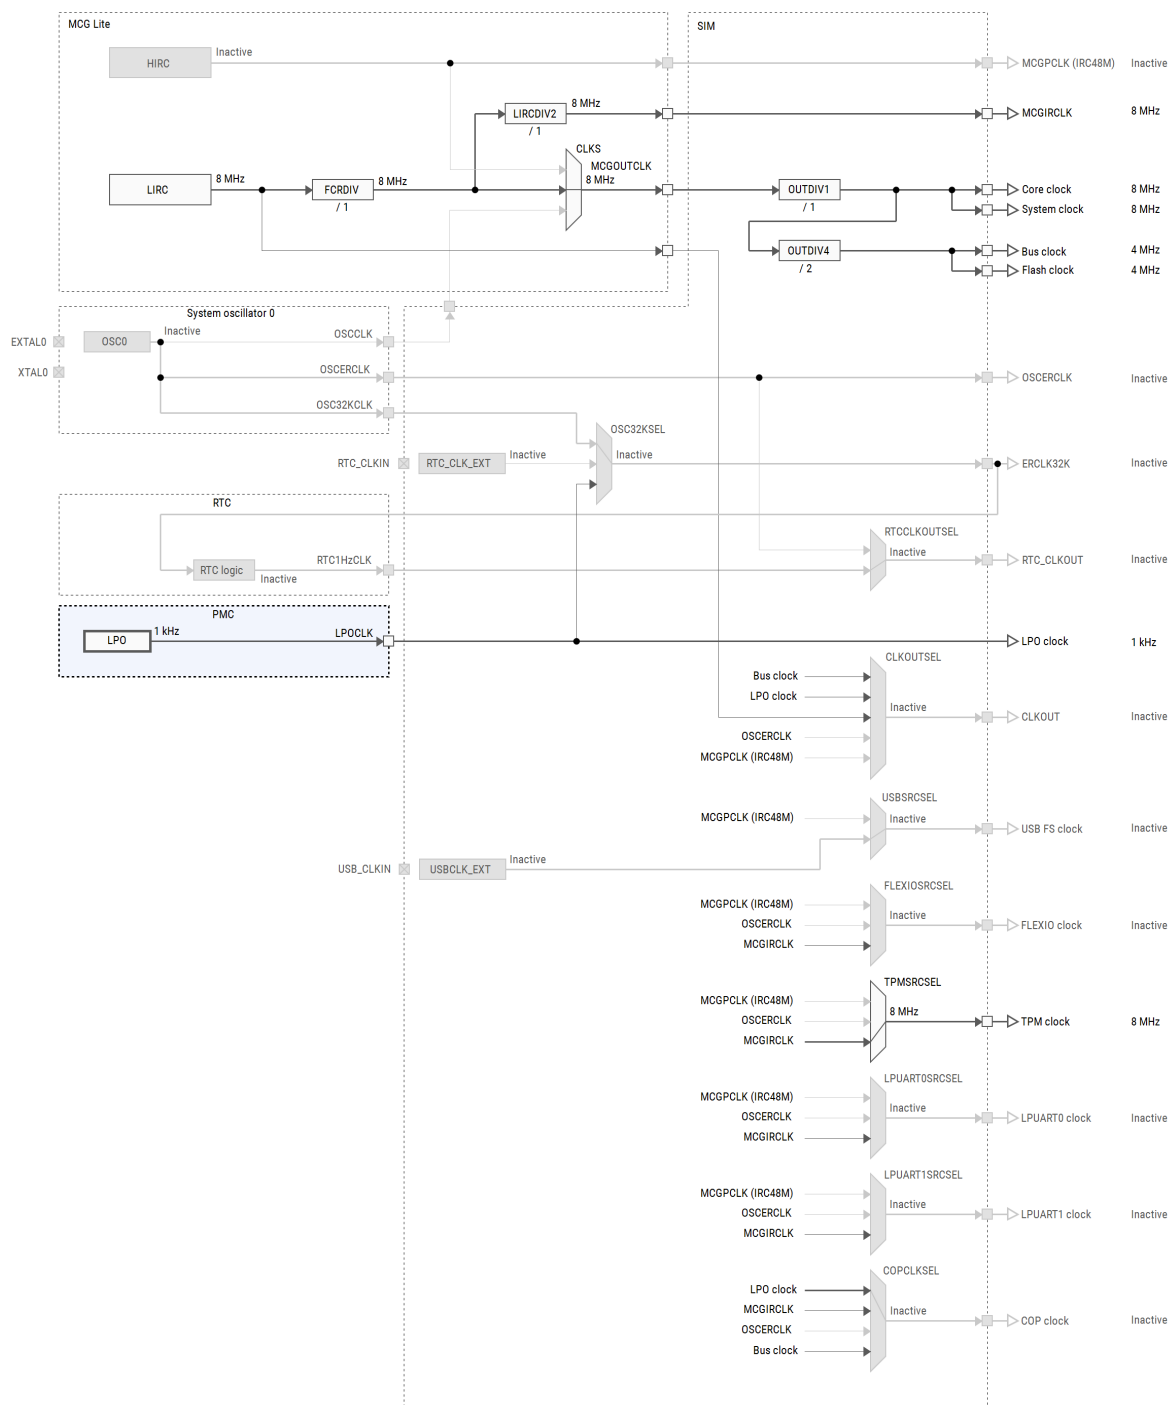 MCG Lite
SIM
HIRC
Inactive
MCGPCLK (IRC48M)
Inactive
LIRCDIV2
8 MHz
/ 1
MCGIRCLK
8 MHz
CLKS
MCGOUTCLK
8 MHz
LIRC
8 MHz
FCRDIV
8 MHz
/ 1
OUTDIV1
/ 1
Core clock
8 MHz
System clock
8 MHz
OUTDIV4
/ 2
Bus clock
4 MHz
Flash clock
4 MHz
System oscillator 0
EXTAL0
XTAL0
OSC0
Inactive
OSCCLK
OSCERCLK
OSC32KCLK
OSCERCLK
Inactive
OSC32KSEL
Inactive
RTC_CLKIN
RTC_CLK_EXT
Inactive
ERCLK32K
Inactive
RTC
RTC logic
Inactive
RTC1HzCLK
RTCCLKOUTSEL
Inactive
RTC_CLKOUT
Inactive
PMC
LPO
1 kHz
LPOCLK
LPO clock
1 kHz
CLKOUTSEL
Bus clock
LPO clock
OSCERCLK
MCGPCLK (IRC48M)
Inactive
CLKOUT
Inactive
USBSRCSEL
MCGPCLK (IRC48M)
Inactive
USB FS clock
Inactive
USB_CLKIN
USBCLK_EXT
Inactive
FLEXIOSRCSEL
MCGPCLK (IRC48M)
OSCERCLK
MCGIRCLK
Inactive
FLEXIO clock
Inactive
TPMSRCSEL
MCGPCLK (IRC48M)
OSCERCLK
MCGIRCLK
8 MHz
TPM clock
8 MHz
LPUART0SRCSEL
MCGPCLK (IRC48M)
OSCERCLK
MCGIRCLK
Inactive
LPUART0 clock
Inactive
LPUART1SRCSEL
MCGPCLK (IRC48M)
OSCERCLK
MCGIRCLK
Inactive
LPUART1 clock
Inactive
COPCLKSEL
LPO clock
MCGIRCLK
OSCERCLK
Bus clock
Inactive
COP clock
Inactive